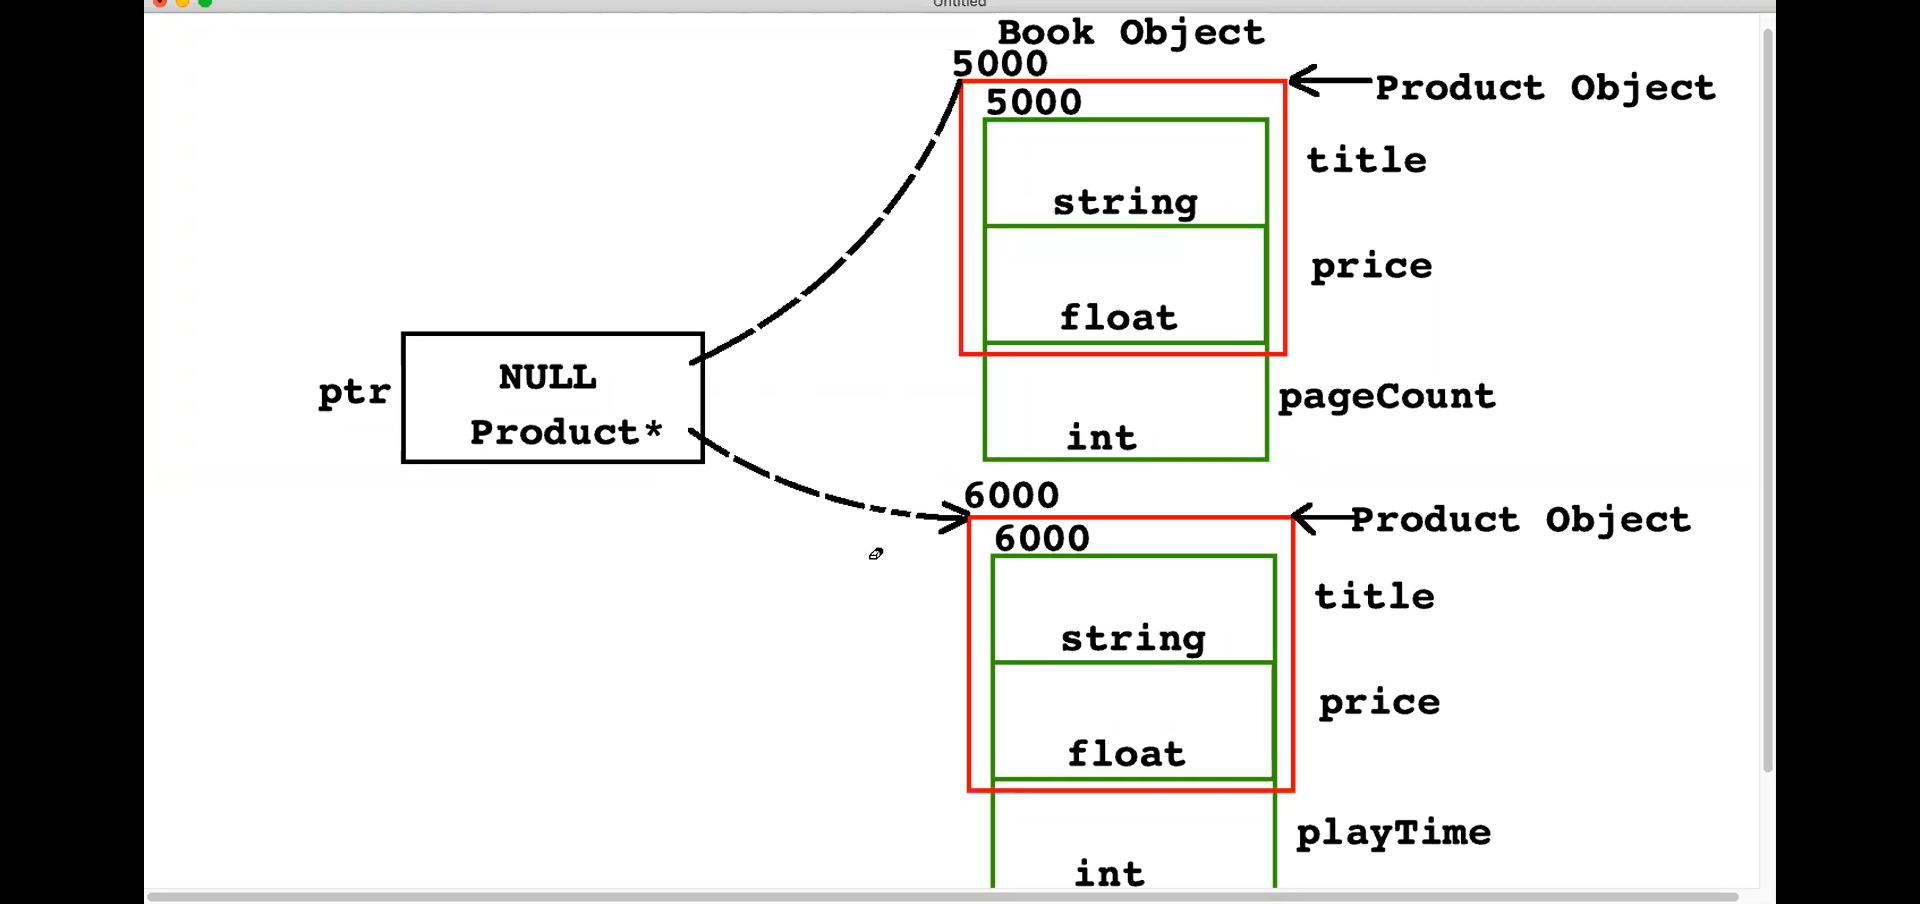 Untitled
Book Object
5000
Product Object
5000
title
string
price
float
NULL
ptr
Product*
pageCount
int
6000
Product Object
6000
title
string
price
float
playTime
int